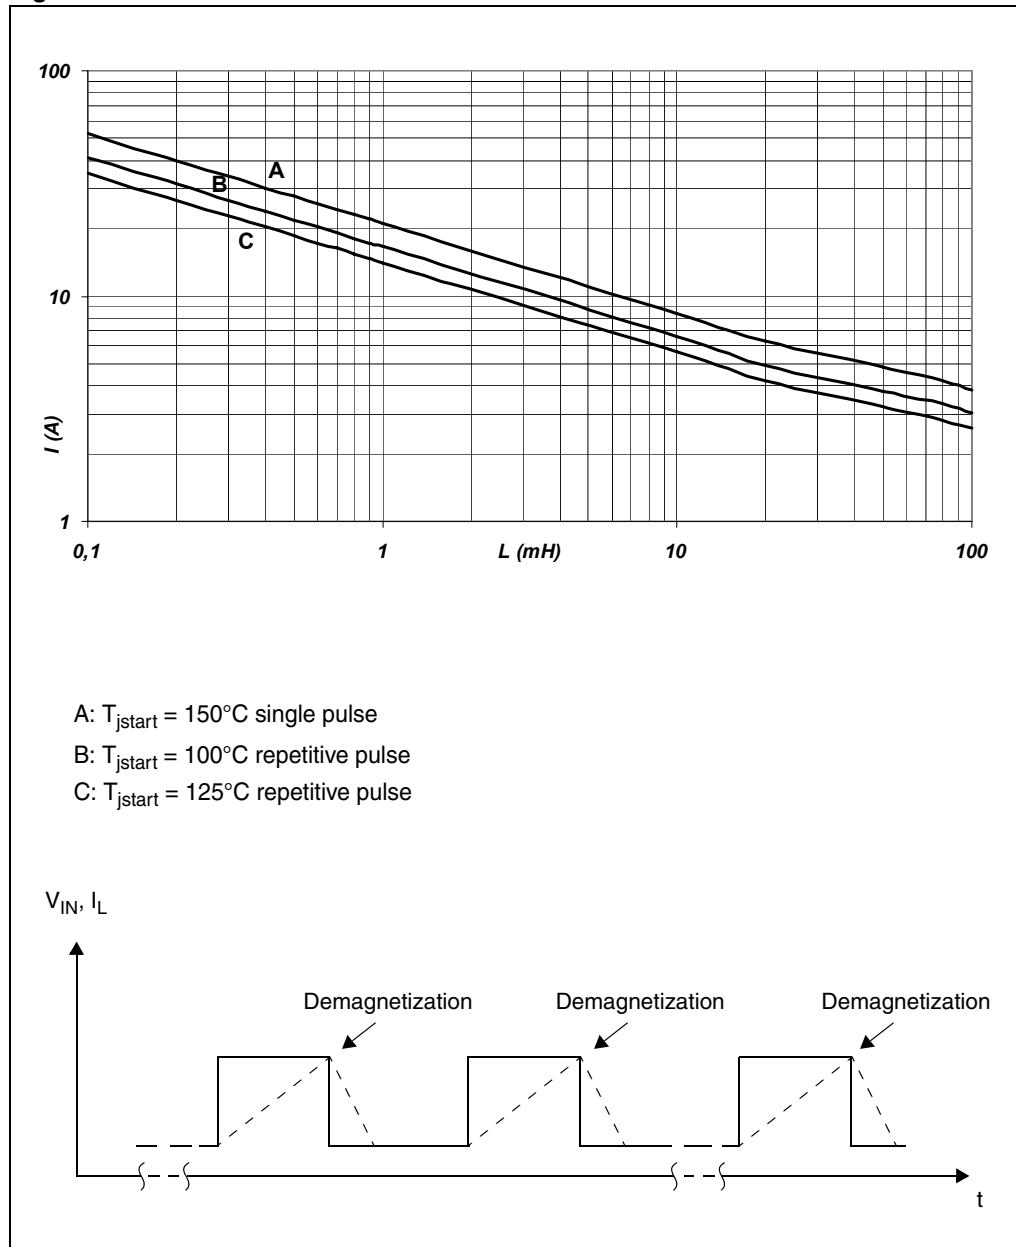 100
A
B
C
10
I (A)
1
0,1
1
L (mH)
10
100
A: Tjstart = 150°C single pulse
B: Tjstart = 100°C repetitive pulse
C: Tjstart = 125°C repetitive pulse
VIN, IL
Demagnetization
Demagnetization
Demagnetization
t